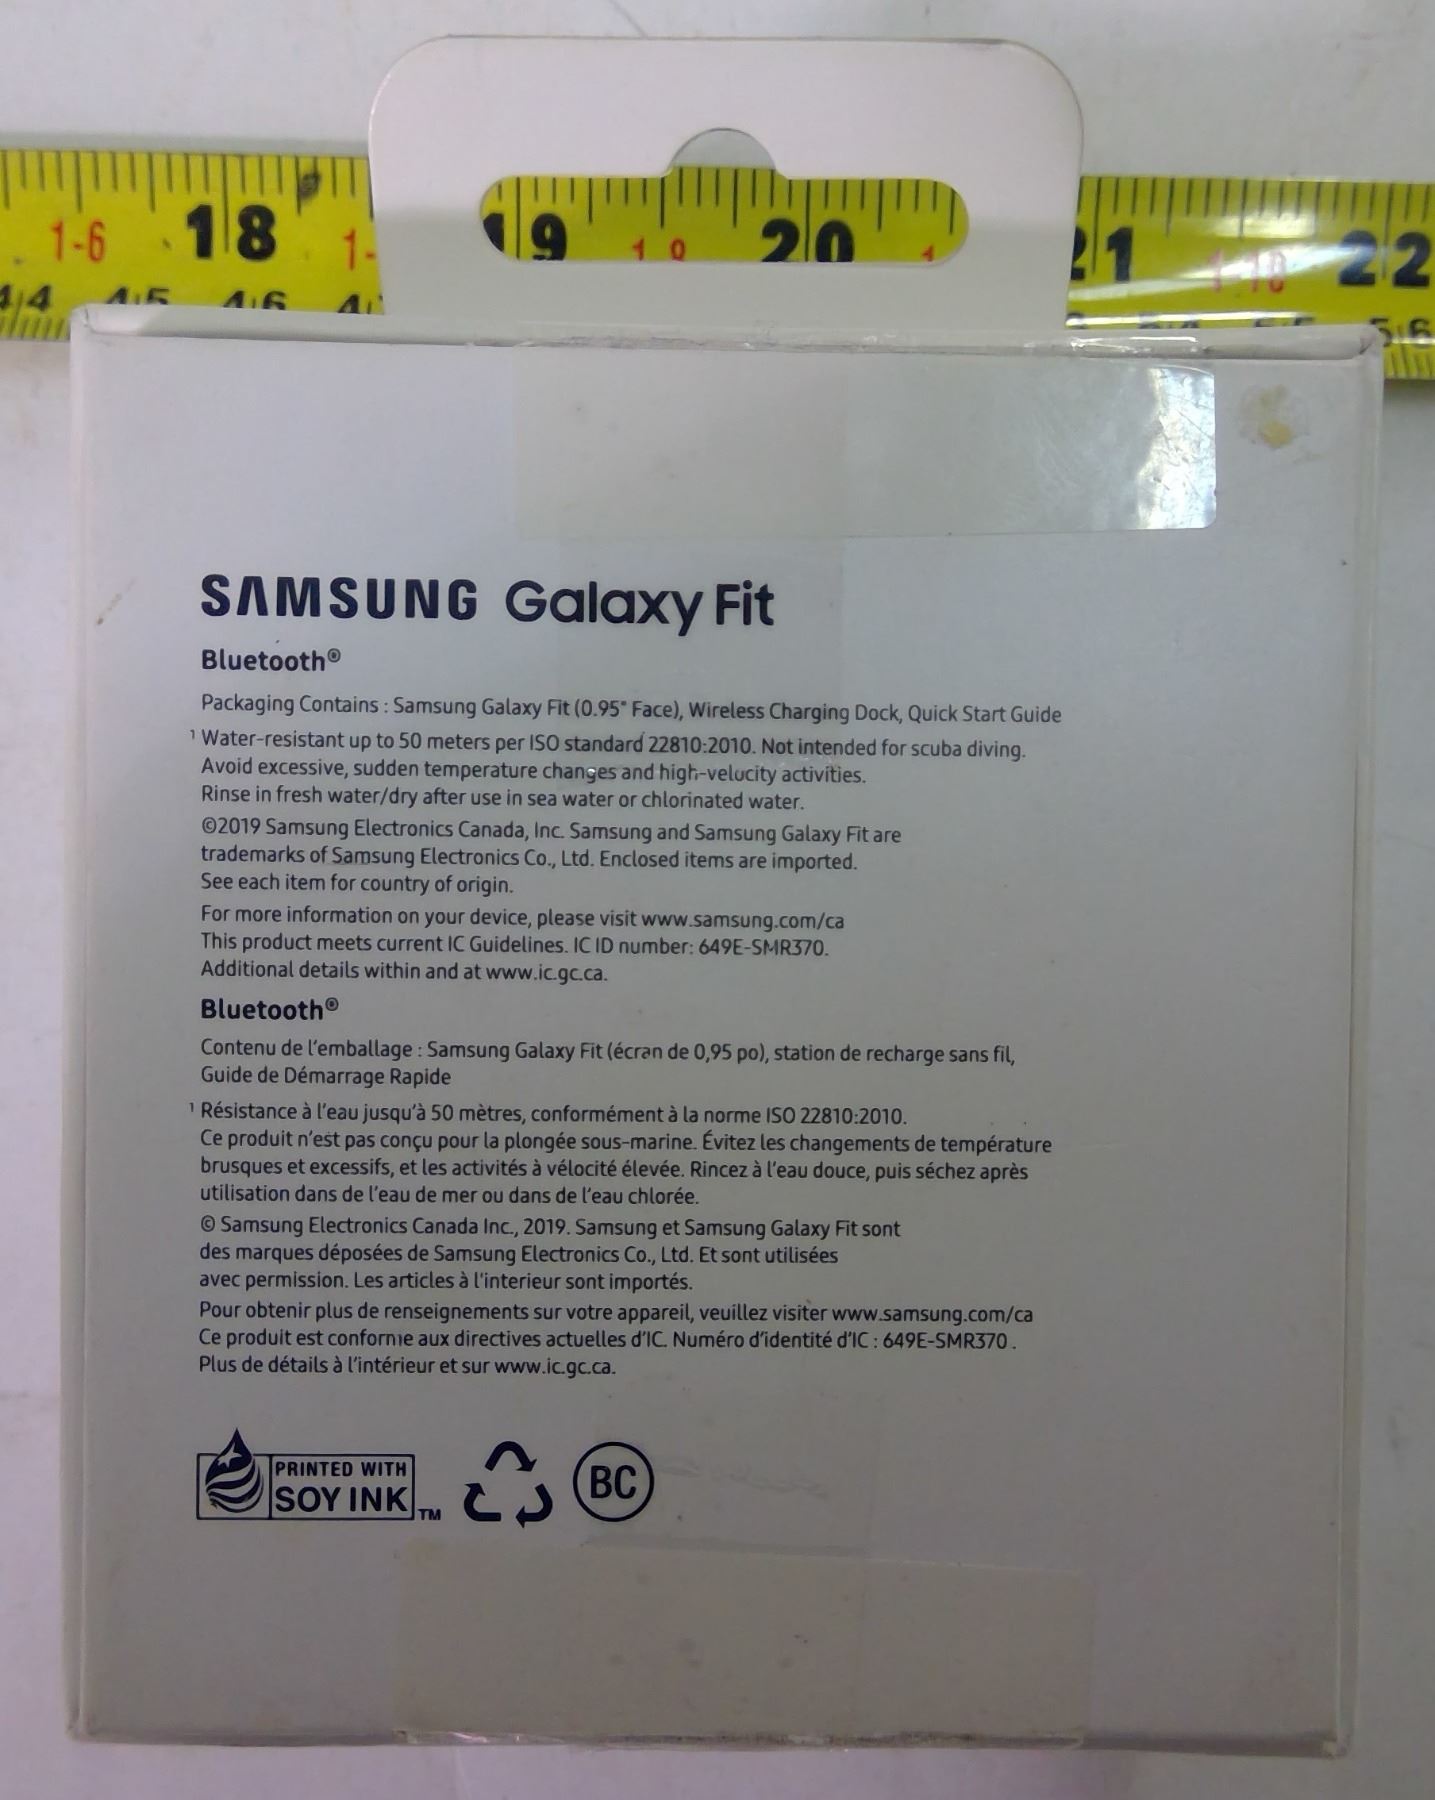 1-6 18 1- 19 1 9 20 1 21 1-10 22
44 45 46 56
SAMSUNG Galaxy Fit
Bluetooth®
Packaging Contains : Samsung Galaxy Fit (0.95" Face), Wireless Charging Dock, Quick Start Guide
¹ Water-resistant up to 50 meters per ISO standard 22810:2010. Not intended for scuba diving.
Avoid excessive, sudden temperature changes and high-velocity activities.
Rinse in fresh water/dry after use in sea water or chlorinated water.
©2019 Samsung Electronics Canada, Inc. Samsung and Samsung Galaxy Fit are
trademarks of Samsung Electronics Co., Ltd. Enclosed items are imported.
See each item for country of origin.
For more information on your device, please visit www.samsung.com/ca
This product meets current IC Guidelines. IC ID number: 649E-SMR370.
Additional details within and at www.ic.gc.ca.
Bluetooth®
Contenu de l'emballage : Samsung Galaxy Fit (écran de 0,95 po), station de recharge sans fil,
Guide de Démarrage Rapide
¹ Résistance à l'eau jusqu'à 50 mètres, conformément à la norme ISO 22810:2010.
Ce produit n'est pas conçu pour la plongée sous-marine. Évitez les changements de température
brusques et excessifs, et les activités à vélocité élevée. Rincez à l'eau douce, puis séchez après
utilisation dans de l'eau de mer ou dans de l'eau chlorée.
© Samsung Electronics Canada Inc., 2019. Samsung et Samsung Galaxy Fit sont
des marques déposées de Samsung Electronics Co., Ltd. Et sont utilisées
avec permission. Les articles à l'interieur sont importés.
Pour obtenir plus de renseignements sur votre appareil, veuillez visiter www.samsung.com/ca
Ce produit est conforme aux directives actuelles d'IC. Numéro d'identité d'IC : 649E-SMR370 .
Plus de détails à l'intérieur et sur www.ic.gc.ca.
PRINTED WITH
SOY INK TM
BC